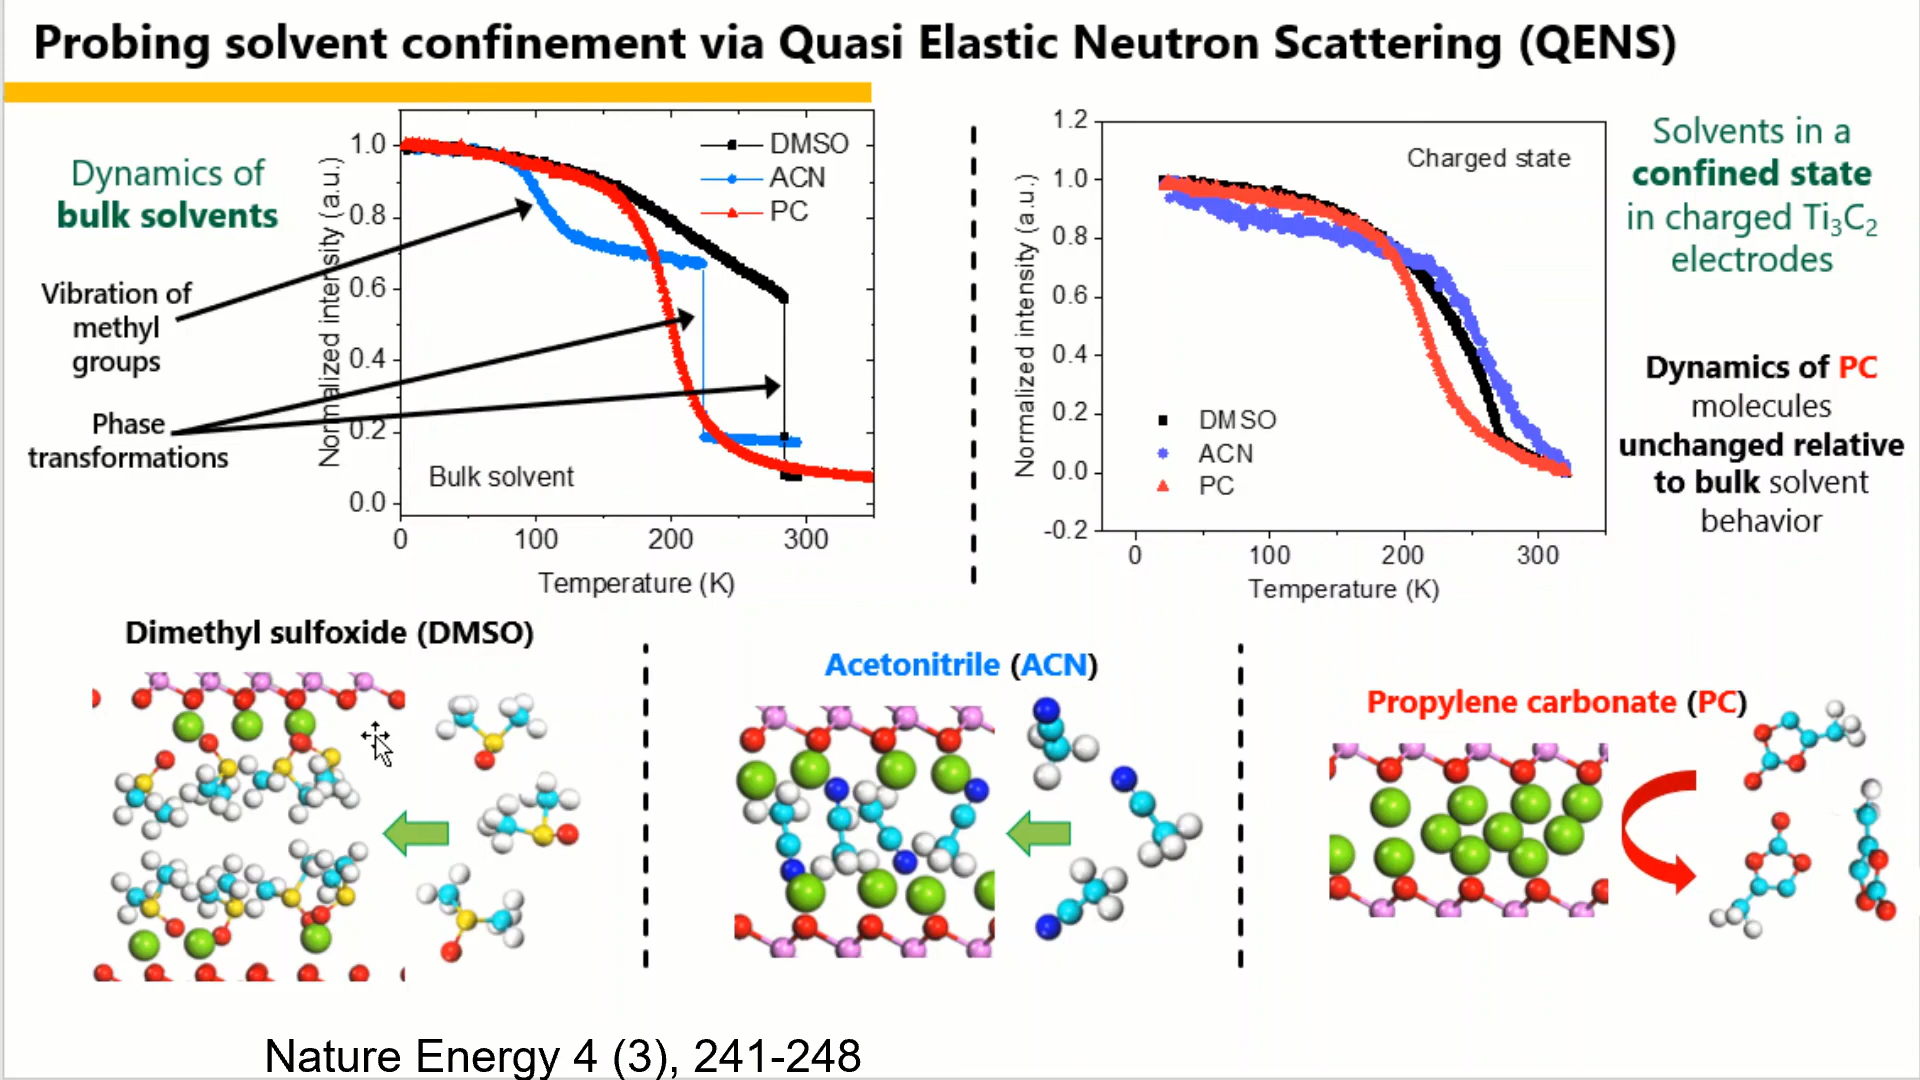 Probing solvent confinement via Quasi Elastic Neutron Scattering (QENS)
Dynamics of
bulk solvents
Vibration of
methyl
groups
Phase
transformations
Normalized intensity (a.u.)
1.0
0.8
0.6
0.4
0.2
0.0
DMSO
ACN
PC
Bulk solvent
0 100 200 300
Temperature (K)
Normalized intensity (a.u.)
1.2
1.0
0.8
0.6
0.4
0.2
0.0
-0.2
Charged state
DMSO
ACN
PC
0 100 200 300
Temperature (K)
Solvents in a
confined state
in charged Ti₃C₂
electrodes
Dynamics of PC
molecules
unchanged relative
to bulk solvent
behavior
Dimethyl sulfoxide (DMSO)
Acetonitrile (ACN)
Propylene carbonate (PC)
Nature Energy 4 (3), 241-248